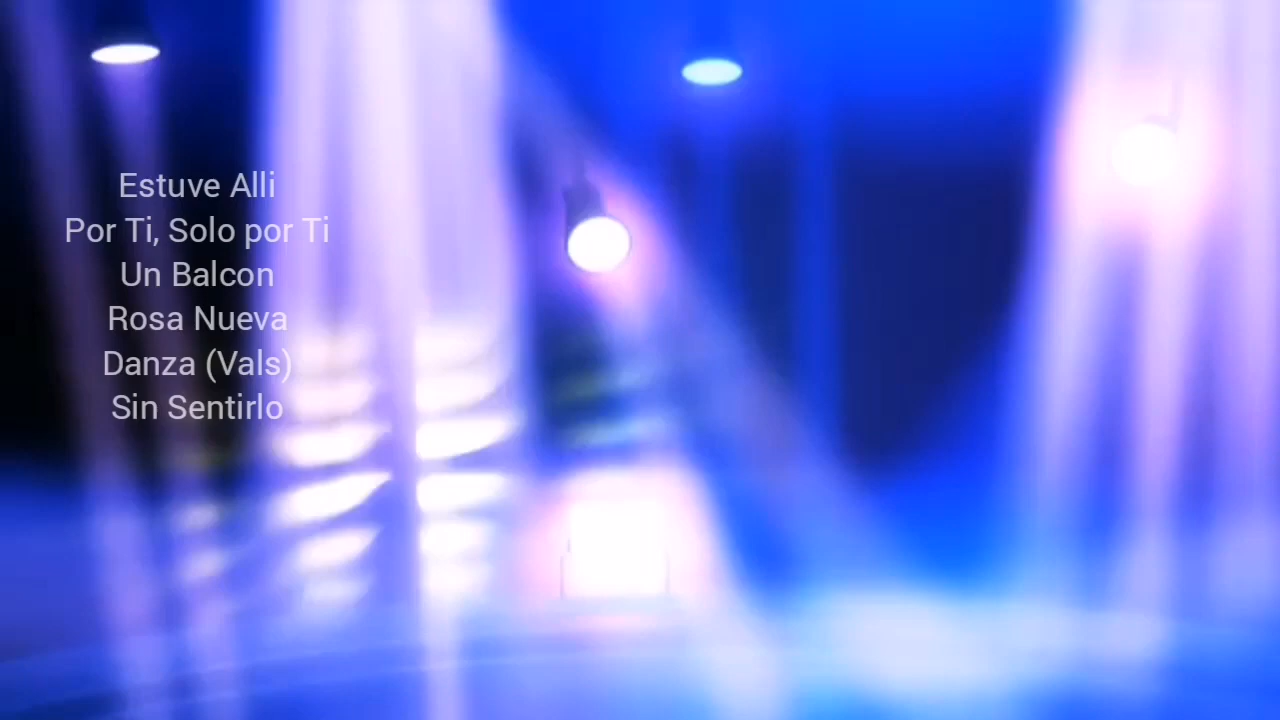 Estuve Alli
Por Ti, Solo por Ti
Un Balcon
Rosa Nueva
Danza (Vals)
Sin Sentirlo